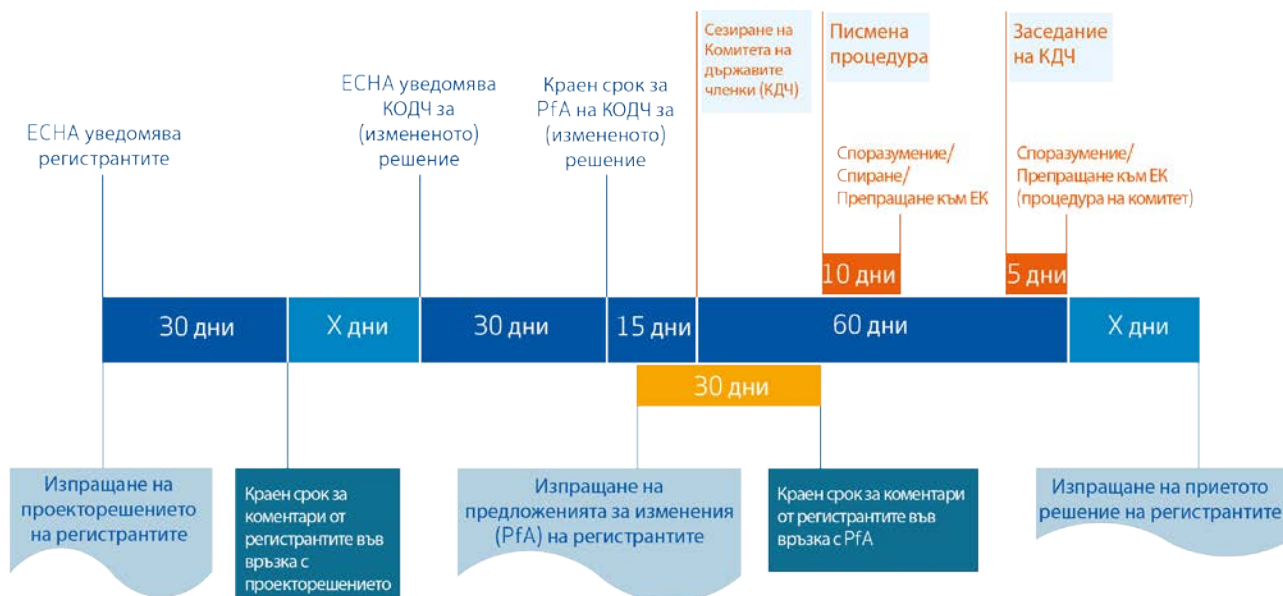 ECHA уведомява
регистрантите
ECHA уведомява
КОДЧ за
(измененото)
решение
Краен срок за
PfA на КОДЧ за
(измененото)
решение
Сезиране на
Комитета на
държавите
членки (КДЧ)
Писмена
процедура
Заседание
на КДЧ
Споразумение/
Спиране/
Препращане към ЕК
Споразумение/
Препращане към ЕК
(процедура на комитет)
10 дни
5 дни
30 дни
X дни
30 дни
15 дни
60 дни
X дни
30 дни
Изпращане на
проекторешението
на регистрантите
Краен срок за
коментари от
регистрантите във
връзка с
проекторешението
Изпращане на
предложенията за изменения
(PfA) на регистрантите
Краен срок за коментари
от регистрантите във
връзка с PfA
Изпращане на приетото
решение на регистрантите